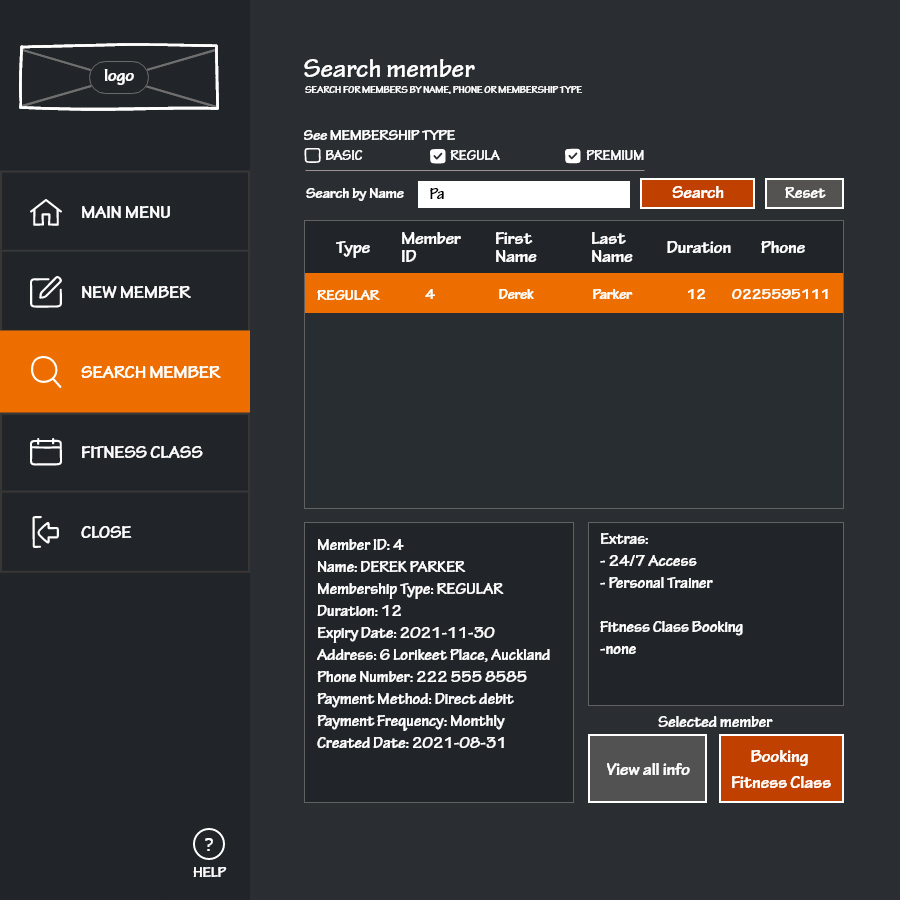 logo
MAIN MENU
NEW MEMBER
SEARCH MEMBER
FITNESS CLASS
CLOSE
?
HELP
Search member
SEARCH FOR MEMBERS BY NAME, PHONE OR MEMBERSHIP TYPE
See MEMBERSHIP TYPE
BASIC REGULA PREMIUM
Search by Name Pa Search Reset
Type Member ID First Name Last Name Duration Phone
REGULAR 4 Derek Parker 12 0225595111
Member ID: 4
Name: DEREK PARKER
Membership Type: REGULAR
Duration: 12
Expiry Date: 2021-11-30
Address: 6 Lorikeet Place, Auckland
Phone Number: 222 555 8585
Payment Method: Direct debit
Payment Frequency: Monthly
Created Date: 2021-08-31
Extras:
- 24/7 Access
- Personal Trainer
Fitness Class Booking
-none
Selected member
View all info
Booking
Fitness Class